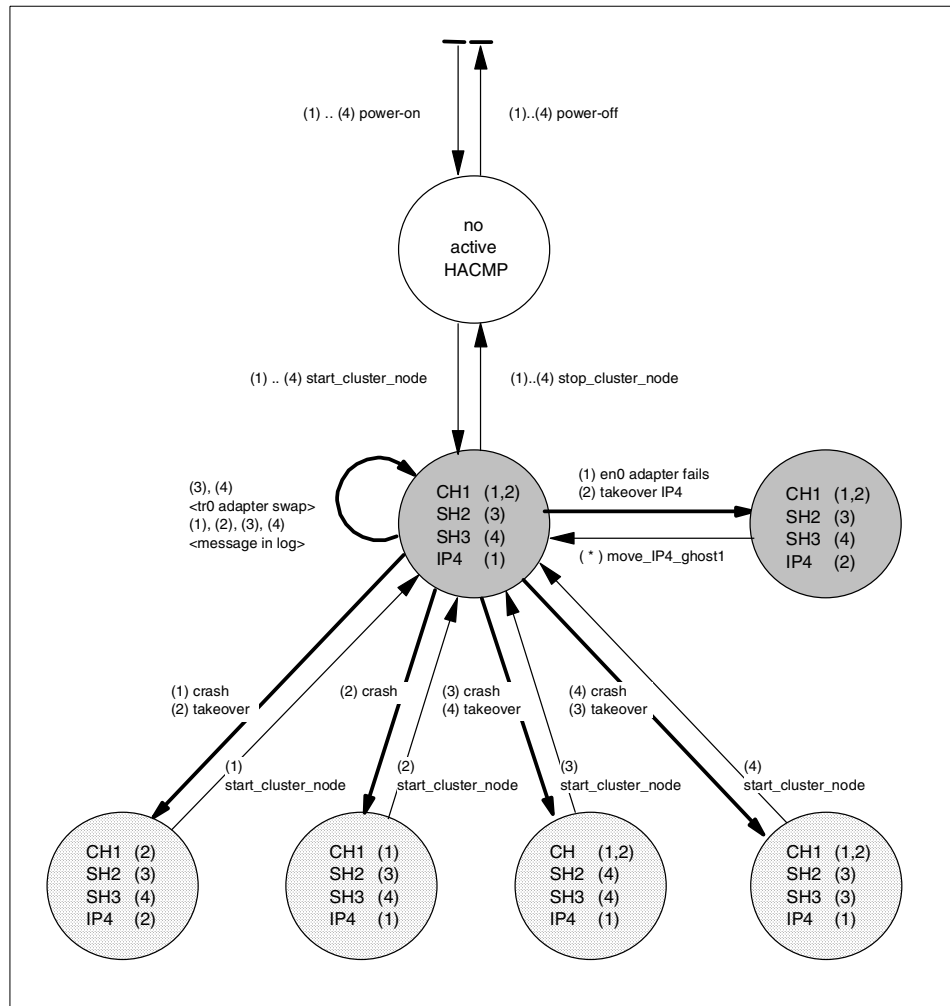 (1) .. (4) power-on
(1)..(4) power-off
no
active
HACMP
(1) .. (4) start_cluster_node
(1)..(4) stop_cluster_node
(3), (4)
<tr0 adapter swap>
(1), (2), (3), (4)
<message in log>
CH1 (1,2)
SH2 (3)
SH3 (4)
IP4 (1)
(1) en0 adapter fails
(2) takeover IP4
( * ) move_IP4_ghost1
CH1 (1,2)
SH2 (3)
SH3 (4)
IP4 (2)
(1) crash
(2) takeover
(2) crash
(3) crash
(4) takeover
(4) crash
(3) takeover
(1)
start_cluster_node
(2)
start_cluster_node
(3)
start_cluster_node
(4)
start_cluster_node
CH1 (2)
SH2 (3)
SH3 (4)
IP4 (2)
CH1 (1)
SH2 (3)
SH3 (4)
IP4 (1)
CH (1,2)
SH2 (4)
SH3 (4)
IP4 (1)
CH1 (1,2)
SH2 (3)
SH3 (3)
IP4 (1)